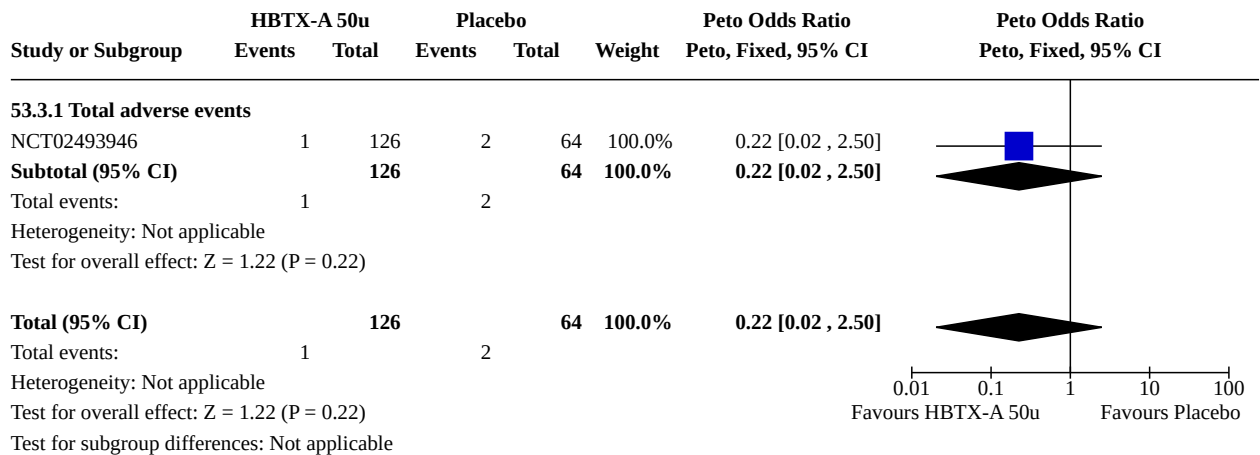 HBTX-A 50u Placebo Peto Odds Ratio Peto Odds Ratio
Study or Subgroup Events Total Events Total Weight Peto, Fixed, 95% CI Peto, Fixed, 95% CI
53.3.1 Total adverse events
NCT02493946 1 126 2 64 100.0% 0.22 [0.02 , 2.50]
Subtotal (95% CI) 126 64 100.0% 0.22 [0.02 , 2.50]
Total events: 1 2
Heterogeneity: Not applicable
Test for overall effect: Z = 1.22 (P = 0.22)
Total (95% CI) 126 64 100.0% 0.22 [0.02 , 2.50]
Total events: 1 2
Heterogeneity: Not applicable
0.01 0.1 1 10 100
Test for overall effect: Z = 1.22 (P = 0.22)
Favours HBTX-A 50u Favours Placebo
Test for subgroup differences: Not applicable